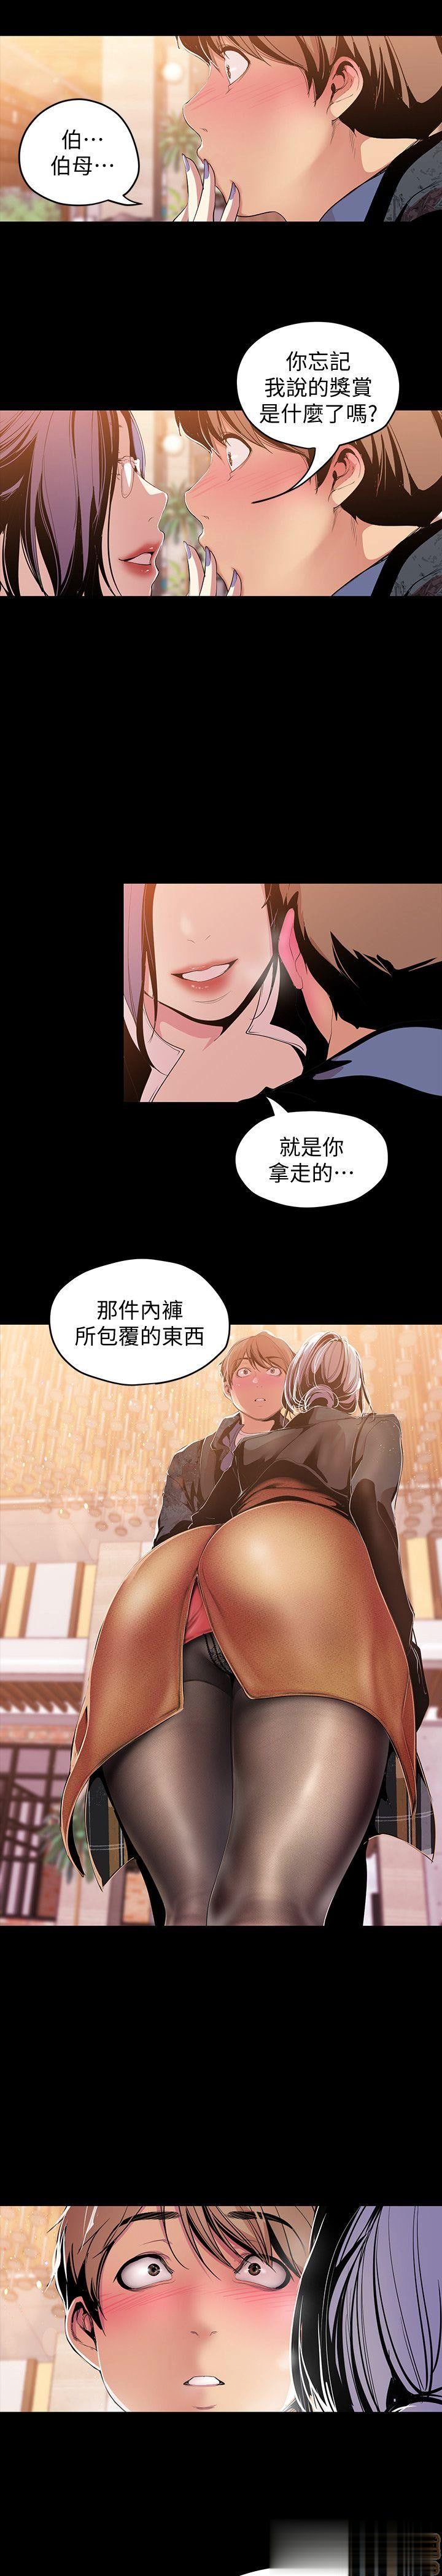 伯…
伯母…
你忘記
我說的獎賞
是什麼了嗎?
就是你
拿走的…
那件內褲
所包覆的東西